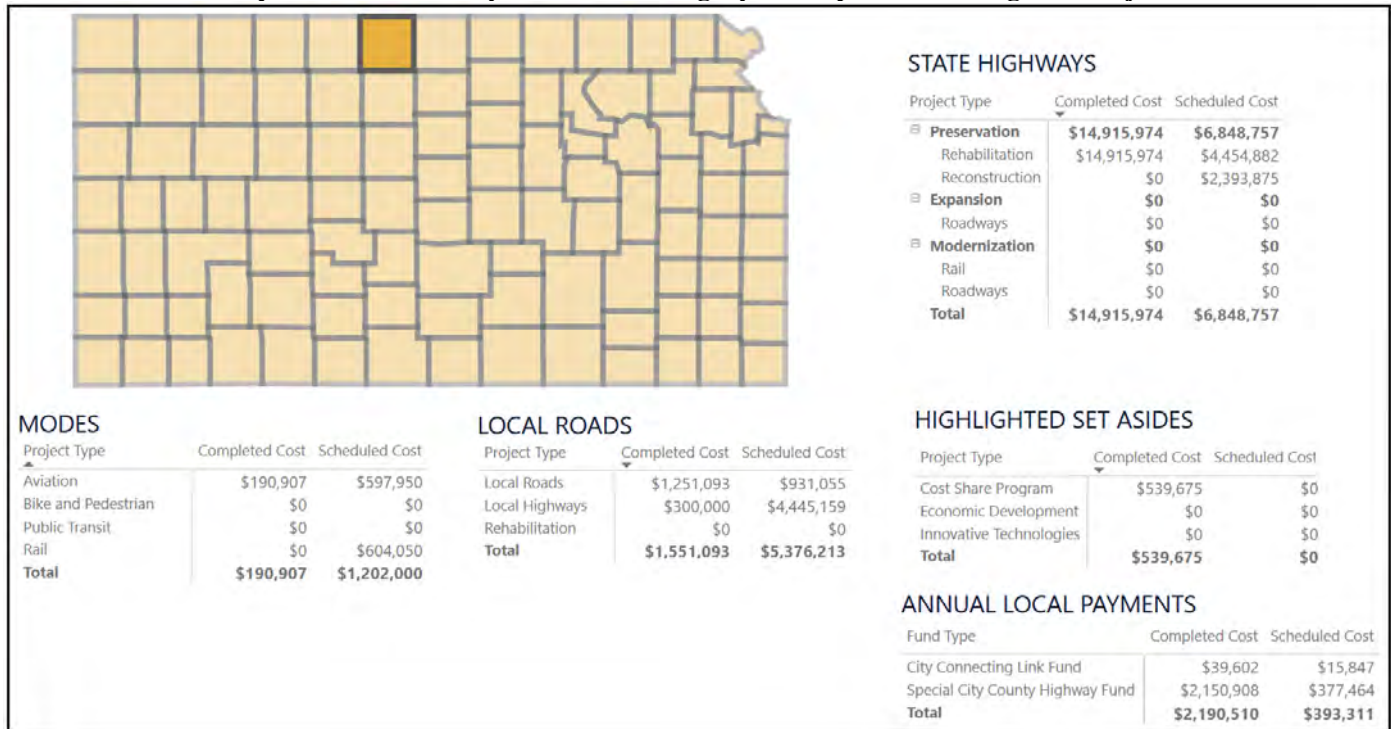 STATE HIGHWAYS
Project Type Completed Cost Scheduled Cost
Preservation $14,915,974 $6,848,757
Rehabilitation $14,915,974 $4,454,882
Reconstruction $0 $2,393,875
Expansion $0 $0
Roadways $0 $0
Modernization $0 $0
Rail $0 $0
Roadways $0 $0
Total $14,915,974 $6,848,757
MODES
Project Type Completed Cost Scheduled Cost
Aviation $190,907 $597,950
Bike and Pedestrian $0 $0
Public Transit $0 $0
Rail $0 $604,050
Total $190,907 $1,202,000
LOCAL ROADS
Project Type Completed Cost Scheduled Cost
Local Roads $1,251,093 $931,055
Local Highways $300,000 $4,445,159
Rehabilitation $0 $0
Total $1,551,093 $5,376,213
HIGHLIGHTED SET ASIDES
Project Type Completed Cost Scheduled Cost
Cost Share Program $539,675 $0
Economic Development $0 $0
Innovative Technologies $0 $0
Total $539,675 $0
ANNUAL LOCAL PAYMENTS
Fund Type Completed Cost Scheduled Cost
City Connecting Link Fund $39,602 $15,847
Special City County Highway Fund $2,150,908 $377,464
Total $2,190,510 $393,311